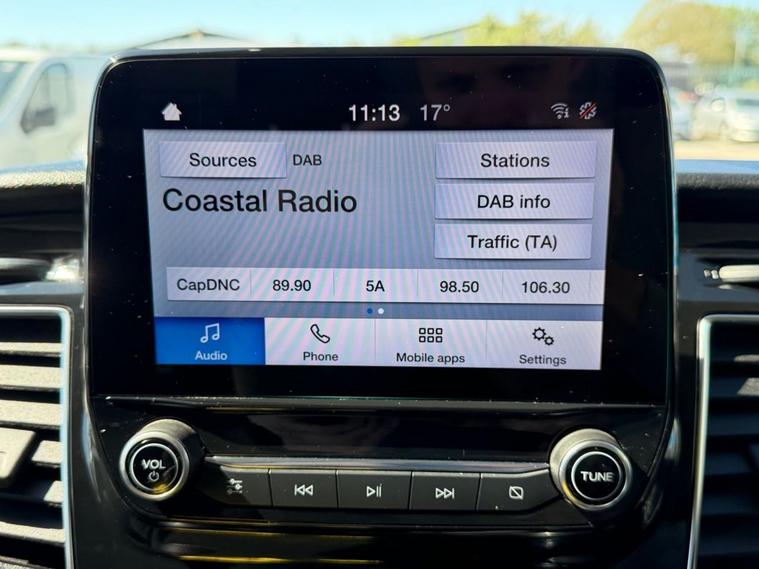 11:13 17°
Sources DAB Stations
Coastal Radio DAB info
Traffic (TA)
CapDNC 89.90 5A 98.50 106.30
Audio Phone Mobile apps Settings
VOL TUNE